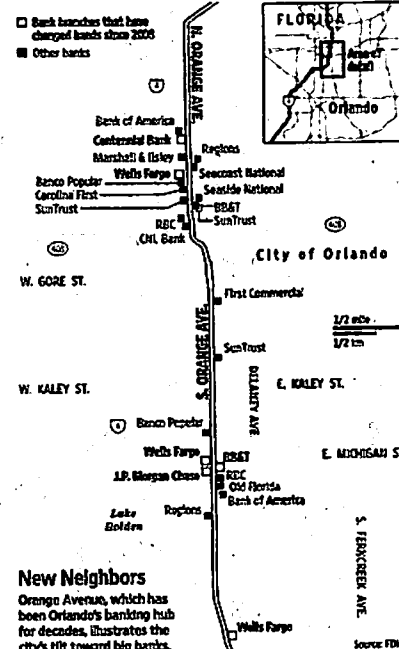 Bank branches that have
changed hands since 2008
Other banks
FLORIDA
Area of
detail
4
Orlando
N. ORANGE AVE.
4
Bank of America
Centennial Bank
Marshall & Ilsley
Regions
Wells Fargo
Seacoast National
Banco Popular
Seaside National
Carolina First
BB&T
SunTrust
SunTrust
RBC
CNL Bank
408
408
City of Orlando
W. GORE ST.
First Commercial
1/2 mile
1/2 km
S. ORANGE AVE.
SunTrust
DELANEY AVE.
W. KALEY ST.
E. KALEY ST.
4
Banco Popular
Wells Fargo
BB&T
E. MICHIGAN S
J.P. Morgan Chase
RBC
Old Florida
Bank of America
Lake
Holden
Regions
S. FERNCREEK AVE.
New Neighbors
Orange Avenue, which has
been Orlando's banking hub
for decades, illustrates the
city's tilt toward big banks.
Wells Fargo
Source: FDI